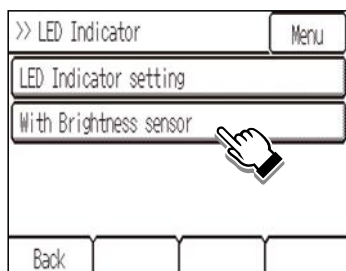 >> LED Indicator
Menu
LED Indicator setting
With Brightness sensor
Back